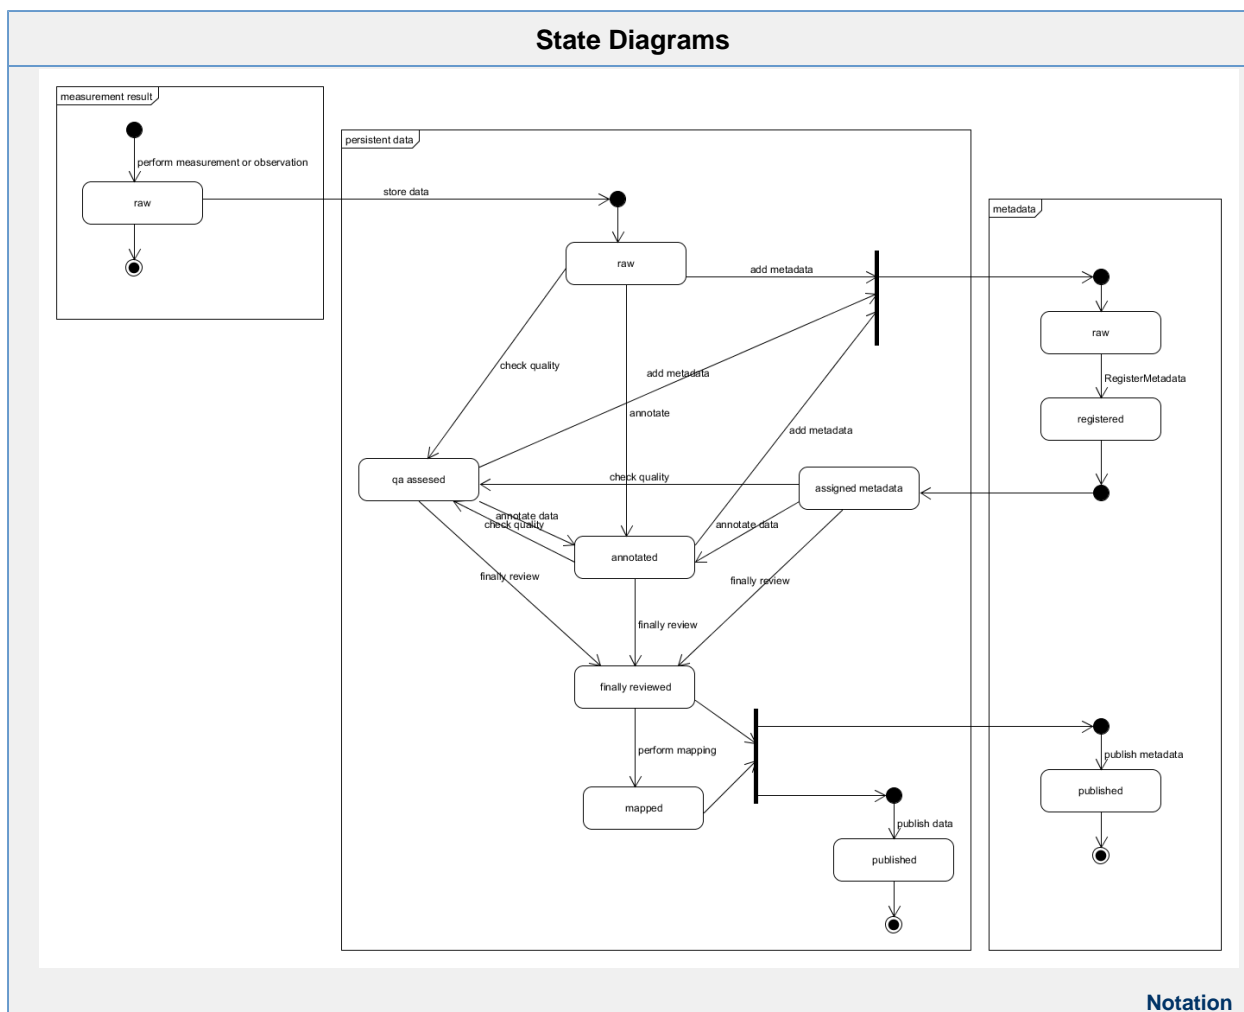 State Diagrams
measurement result
perform measurement or observation
raw
persistent data
store data
raw
add metadata
metadata
raw
RegisterMetadata
registered
check quality
add metadata
annotate
add metadata
qa assesed
check quality
assigned metadata
annotate data
check quality
annotate data
annotated
finally review
finally review
finally review
finally reviewed
perform mapping
mapped
publish metadata
published
publish data
published
Notation